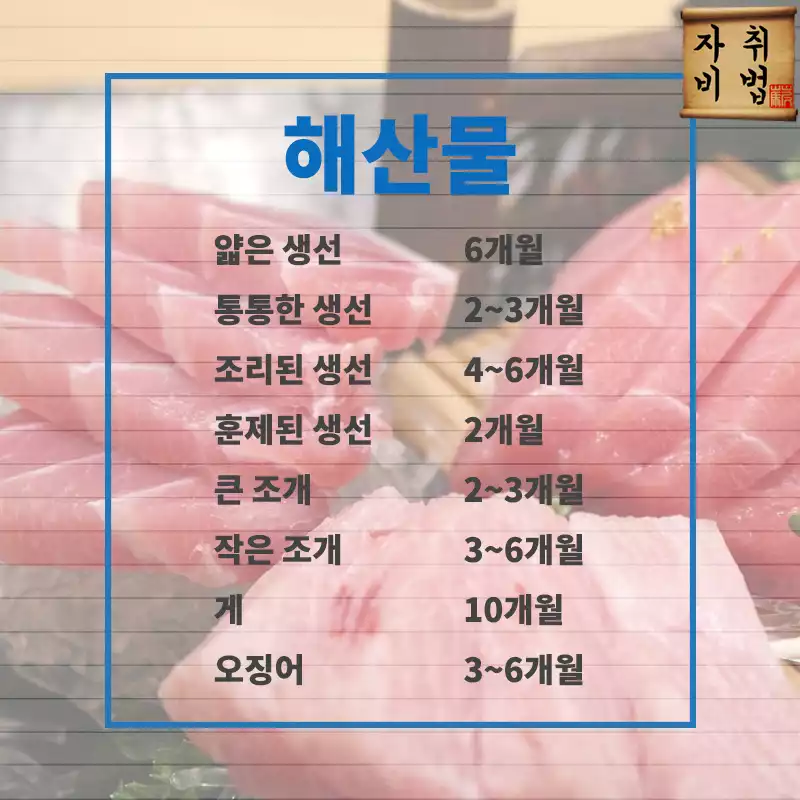 자취
비법
해산물
얇은 생선 6개월
통통한 생선 2~3개월
조리된 생선 4~6개월
훈제된 생선 2개월
큰 조개 2~3개월
작은 조개 3~6개월
게 10개월
오징어 3~6개월